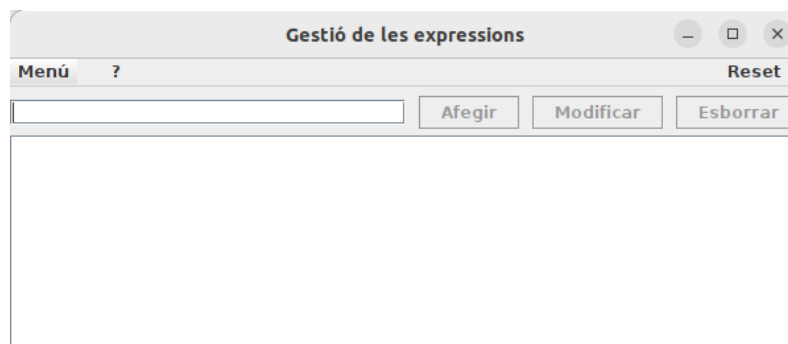 Gestió de les expressions
Menú ? Reset
Afegir Modificar Esborrar